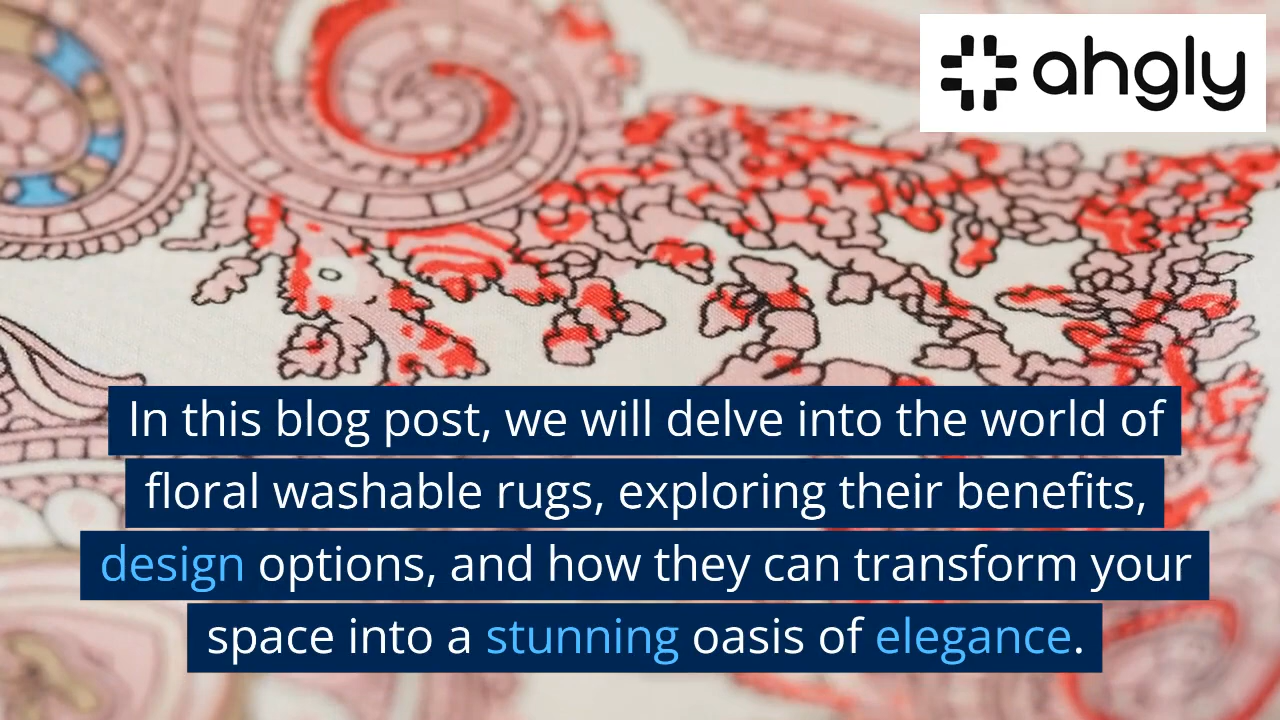 ahgly
In this blog post, we will delve into the world of
floral washable rugs, exploring their benefits,
design options, and how they can transform your
space into a stunning oasis of elegance.